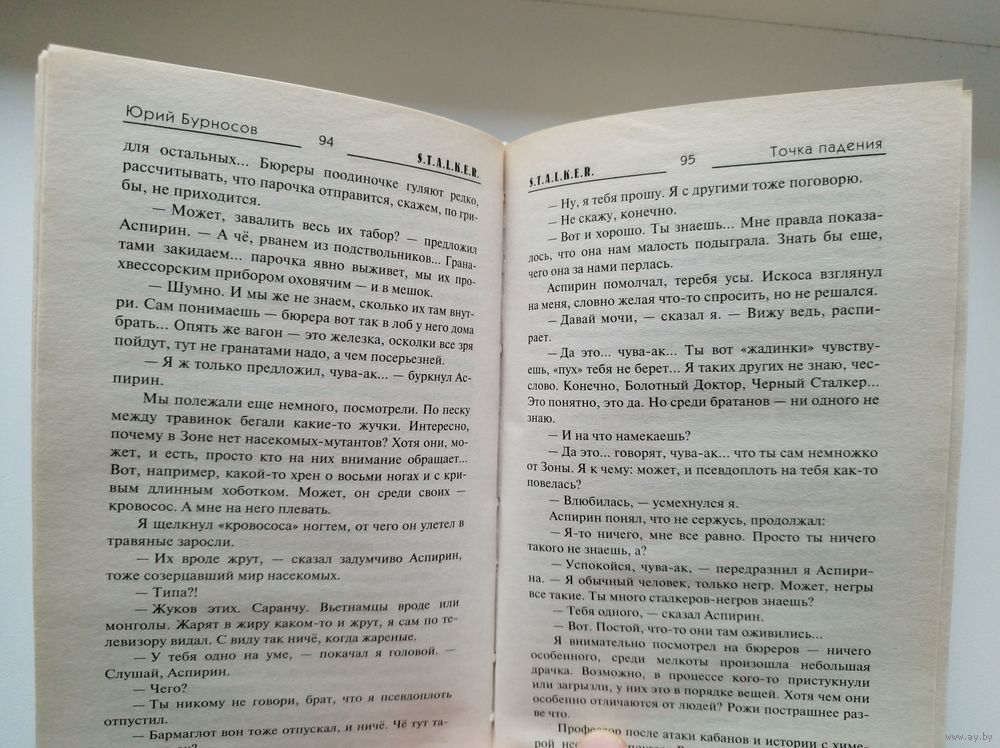 Юрий Бурносов 94 S.T.A.L.K.E.R.
для остальных... Бюреры поодиночке гуляют редко,
рассчитывать, что парочка отправится, скажем, по гри-
бы, не приходится.
— Может, завалить весь их табор? — предложил
Аспирин. — А чё, рванем из подствольников... Грана-
тами закидаем... парочка явно выживет, мы их про-
хвессорским прибором оховячим — и в мешок.
— Шумно. И мы же не знаем, сколько их там внут-
ри. Сам понимаешь — бюрера вот так в лоб у него дома
брать... Опять же вагон — это железка, осколки все зря
пойдут, тут не гранатами надо, а чем посерьезней.
— Я ж только предложил, чува-ак... — буркнул Ас-
пирин.
Мы полежали еще немного, посмотрели. По песку
между травинок бегали какие-то жучки. Интересно,
почему в Зоне нет насекомых-мутантов? Хотя они, мо-
жет, и есть, просто кто на них внимание обращает...
Вот, например, какой-то хрен о восьми ногах и с кри-
вым длинным хоботком. Может, он среди своих —
кровосос. А мне на него плевать.
Я щелкнул «кровососа» ногтем, от чего он улетел в
травяные заросли.
— Их вроде жрут, — сказал задумчиво Аспирин,
тоже созерцавший мир насекомых.
— Типа?!
— Жуков этих. Саранчу. Вьетнамцы вроде или
монголы. Жарят в жиру каком-то и жрут, я сам по те-
левизору видал. С виду так ничё, когда жареные.
— У тебя одно на уме, — покачал я головой. —
Слушай, Аспирин.
— Чего?
— Ты никому не говори, брат, что я псевдоплоть
отпустил.
— Бармаглот вон тоже отпускал, и ничё. Чё тут та-
S.T.A.L.K.E.R. 95 Точка падения
— Ну, я тебя прошу. Я с другими тоже поговорю.
— Не скажу, конечно.
— Вот и хорошо. Ты знаешь... Мне правда показа-
лось, что она нам малость подыграла. Знать бы еще,
чего она за нами перлась.
Аспирин помолчал, теребя усы. Искоса взглянул
на меня, словно желая что-то спросить, но не решался.
— Давай мочи, — сказал я. — Вижу ведь, распи-
рает.
— Да это... чува-ак... Ты вот «жадинки» чувству-
ешь, «пух» тебя не берет... Я таких других не знаю, чес-
слово. Конечно, Болотный Доктор, Черный Сталкер...
Это понятно, это да. Но среди братанов — ни одного не
знаю.
— И на что намекаешь?
— Да это... говорят, чува-ак... что ты сам немножко
от Зоны. Я к чему: может, и псевдоплоть на тебя как-то
повелась?
— Влюбилась, — усмехнулся я.
Аспирин понял, что не сержусь, продолжал:
— Я-то ничего, мне все равно. Просто ты ничего
такого не знаешь, а?
— Успокойся, чува-ак, — передразнил я Аспири-
на. — Я обычный человек, только негр. Может, негры
все такие. Ты много сталкеров-негров знаешь?
— Тебя одного, — сказал Аспирин.
— Вот. Постой, что-то они там оживились...
Я внимательно посмотрел на бюреров — ничего
особенного, среди мелкоты произошла небольшая
драчка. Возможно, в процессе кого-то пристукнули
или загрызли, у них это в порядке вещей. Хотя чем они
особенно отличаются от людей? Рожи пострашнее раз-
ве что.
Профессор после атаки кабанов и истории с химе-
рой
www.ay.by